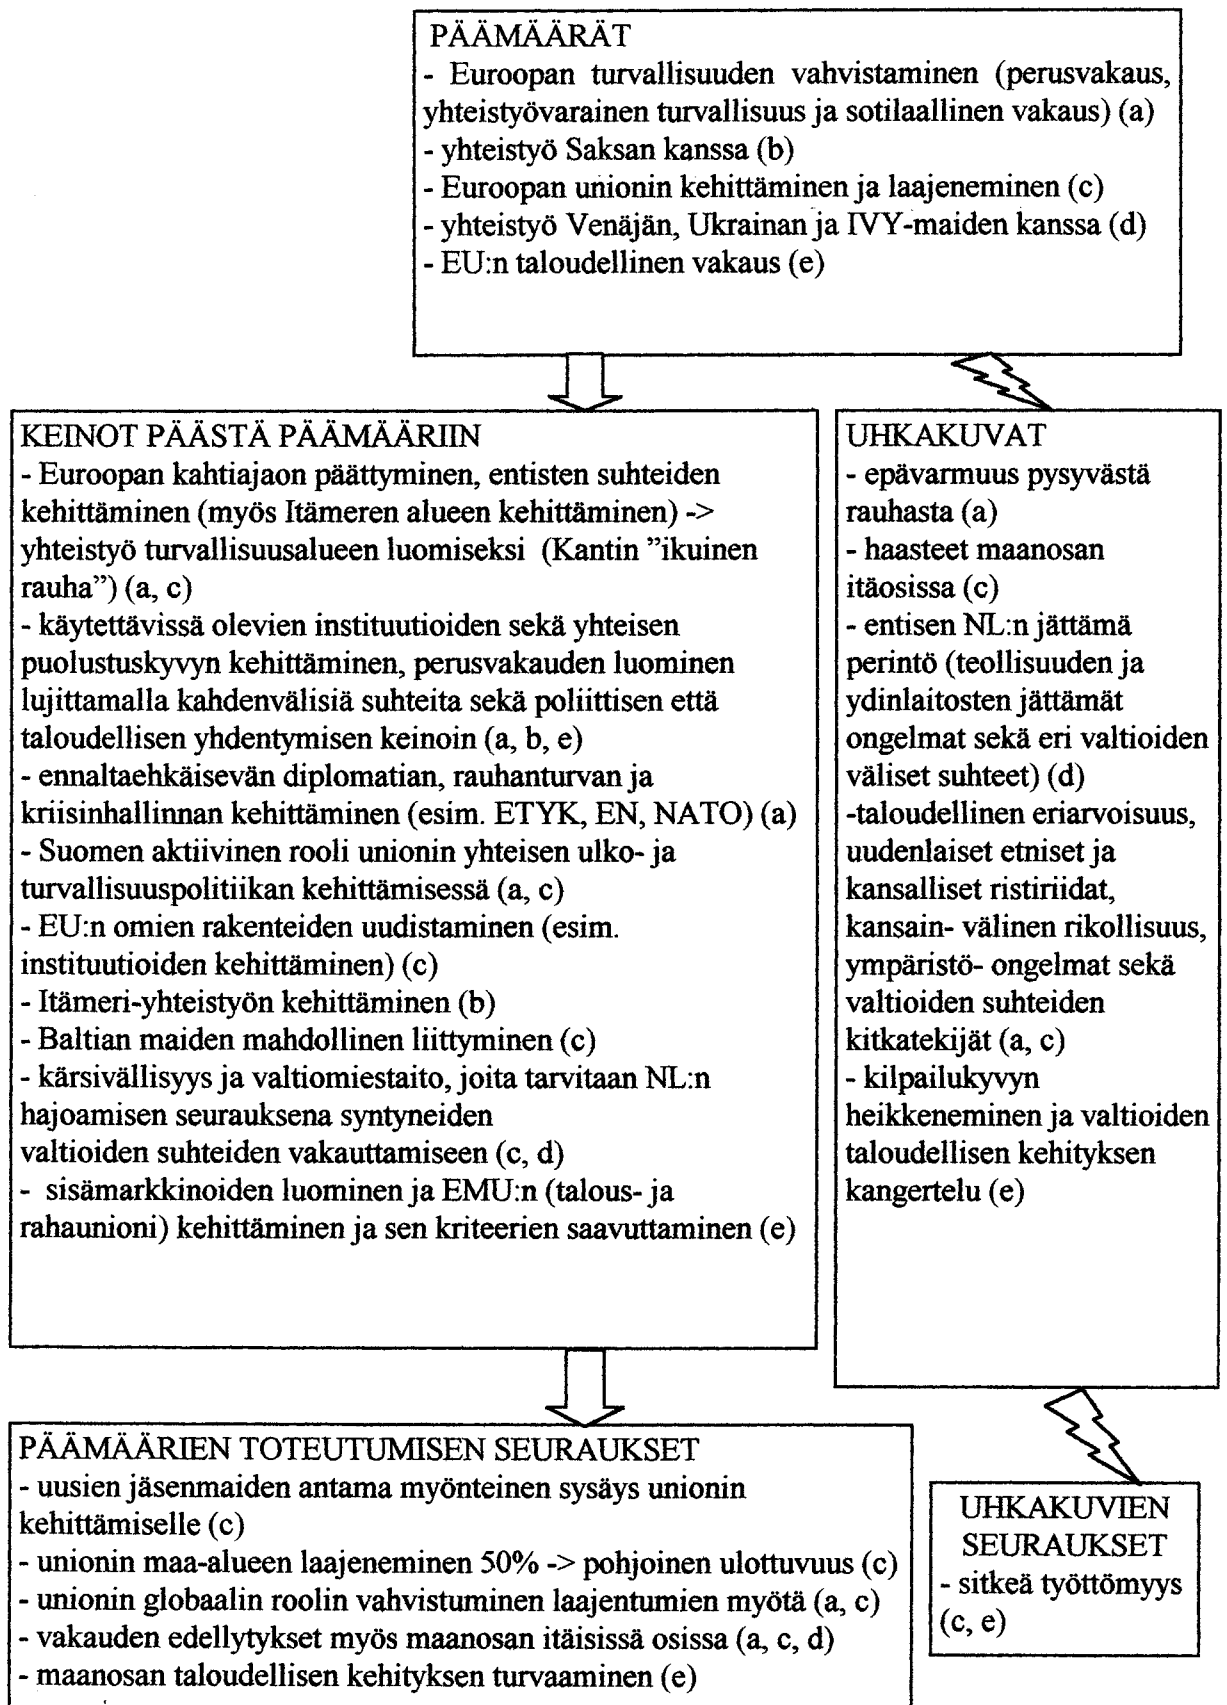 PÄÄMÄÄRÄT
- Euroopan turvallisuuden vahvistaminen (perusvakaus,
yhteistyövarainen turvallisuus ja sotilaallinen vakaus) (a)
- yhteistyö Saksan kanssa (b)
- Euroopan unionin kehittäminen ja laajeneminen (c)
- yhteistyö Venäjän, Ukrainan ja IVY-maiden kanssa (d)
- EU:n taloudellinen vakaus (e)
KEINOT PÄÄSTÄ PÄÄMÄÄRIIN
- Euroopan kahtiajaon päättyminen, entisten suhteiden
kehittäminen (myös Itämeren alueen kehittäminen) ->
yhteistyö turvallisuusalueen luomiseksi (Kantin ”ikuinen
rauha”) (a, c)
- käytettävissä olevien instituutioiden sekä yhteisen
puolustuskyvyn kehittäminen, perusvakauden luominen
lujittamalla kahdenvälisiä suhteita sekä poliittisen että
taloudellisen yhdentymisen keinoin (a, b, e)
- ennaltaehkäisevän diplomatian, rauhanturvan ja
kriisinhallinnan kehittäminen (esim. ETYK, EN, NATO) (a)
- Suomen aktiivinen rooli unionin yhteisen ulko- ja
turvallisuuspolitiikan kehittämisessä (a, c)
- EU:n omien rakenteiden uudistaminen (esim.
instituutioiden kehittäminen) (c)
- Itämeri-yhteistyön kehittäminen (b)
- Baltian maiden mahdollinen liittyminen (c)
- kärsivällisyys ja valtiomiestaito, joita tarvitaan NL:n
hajoamisen seurauksena syntyneiden
valtioiden suhteiden vakauttamiseen (c, d)
- sisämarkkinoiden luominen ja EMU:n (talous- ja
rahaunioni) kehittäminen ja sen kriteerien saavuttaminen (e)
UHKAKUVAT
- epävarmuus pysyvästä
rauhasta (a)
- haasteet maanosan
itäosissa (c)
- entisen NL:n jättämä
perintö (teollisuuden ja
ydinlaitosten jättämät
ongelmat sekä eri valtioiden
väliset suhteet) (d)
-taloudellinen eriarvoisuus,
uudenlaiset etniset ja
kansalliset ristiriidat,
kansain- välinen rikollisuus,
ympäristö- ongelmat sekä
valtioiden suhteiden
kitkatekijät (a, c)
- kilpailukyvyn
heikkeneminen ja valtioiden
taloudellisen kehityksen
kangertelu (e)
PÄÄMÄÄRIEN TOTEUTUMISEN SEURAUKSET
- uusien jäsenmaiden antama myönteinen sysäys unionin
kehittämiselle (c)
- unionin maa-alueen laajeneminen 50% -> pohjoinen ulottuvuus (c)
- unionin globaalin roolin vahvistuminen laajentumien myötä (a, c)
- vakauden edellytykset myös maanosan itäisissä osissa (a, c, d)
- maanosan taloudellisen kehityksen turvaaminen (e)
UHKAKUVIEN
SEURAUKSET
- sitkeä työttömyys
(c, e)